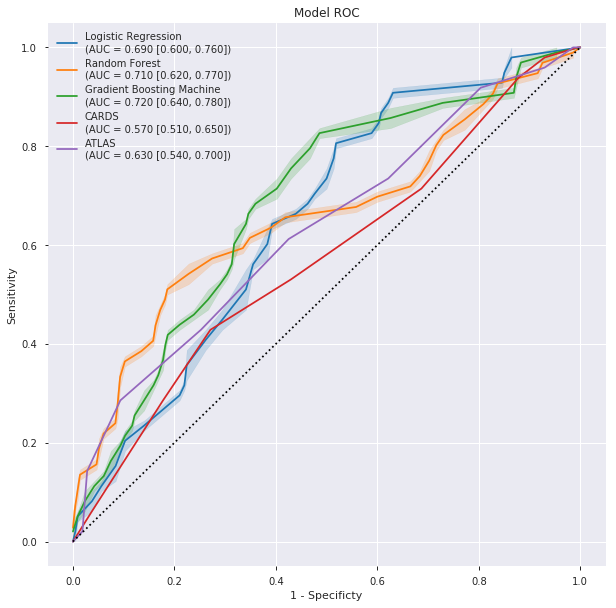 Model ROC
Logistic Regression
(AUC = 0.690 [0.600, 0.760])
Random Forest
(AUC = 0.710 [0.620, 0.770])
Gradient Boosting Machine
(AUC = 0.720 [0.640, 0.780])
CARDS
(AUC = 0.570 [0.510, 0.650])
ATLAS
(AUC = 0.630 [0.540, 0.700])
1.0
0.8
0.6
0.4
0.2
0.0
Sensitivity
0.0 0.2 0.4 0.6 0.8 1.0
1 - Specificty